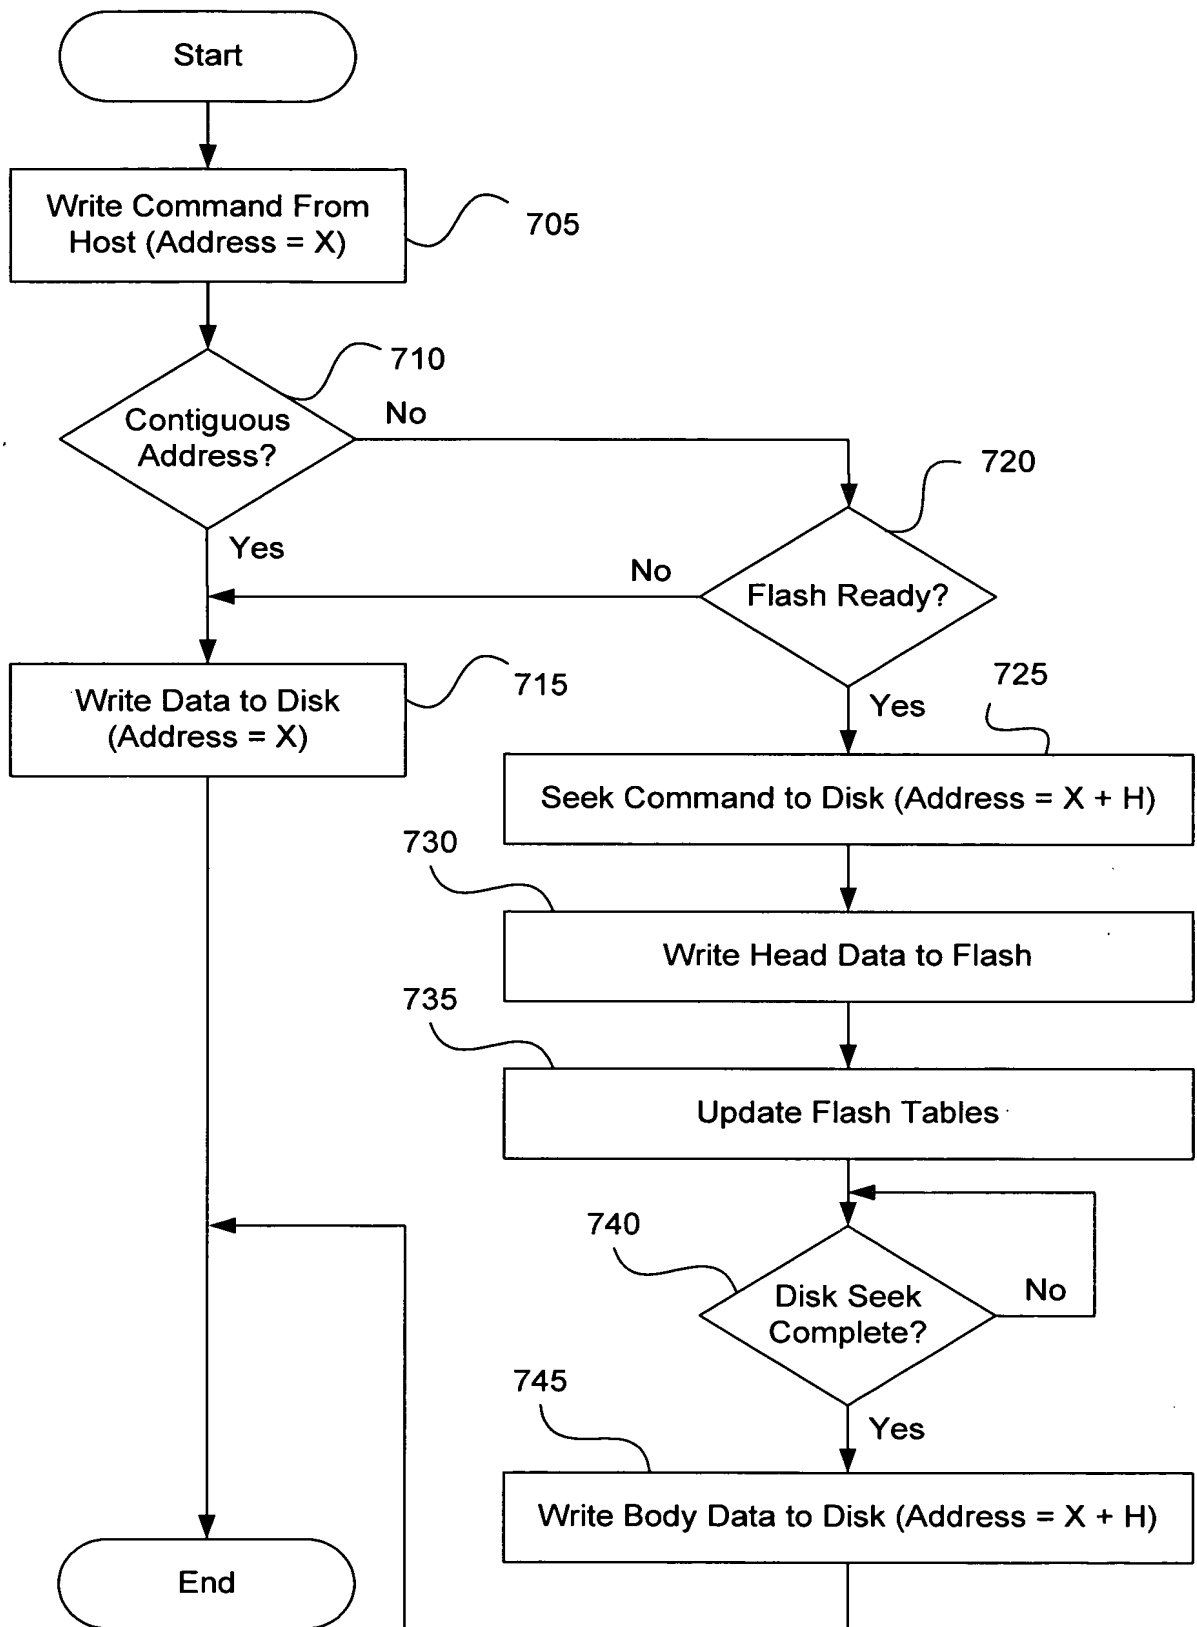 Start
Write Command From
Host (Address = X)
705
710
Contiguous
Address?
No
Yes
720
Flash Ready?
No
Yes
Write Data to Disk
(Address = X)
715
725
Seek Command to Disk (Address = X + H)
730
Write Head Data to Flash
735
Update Flash Tables
740
Disk Seek
Complete?
No
Yes
745
Write Body Data to Disk (Address = X + H)
End